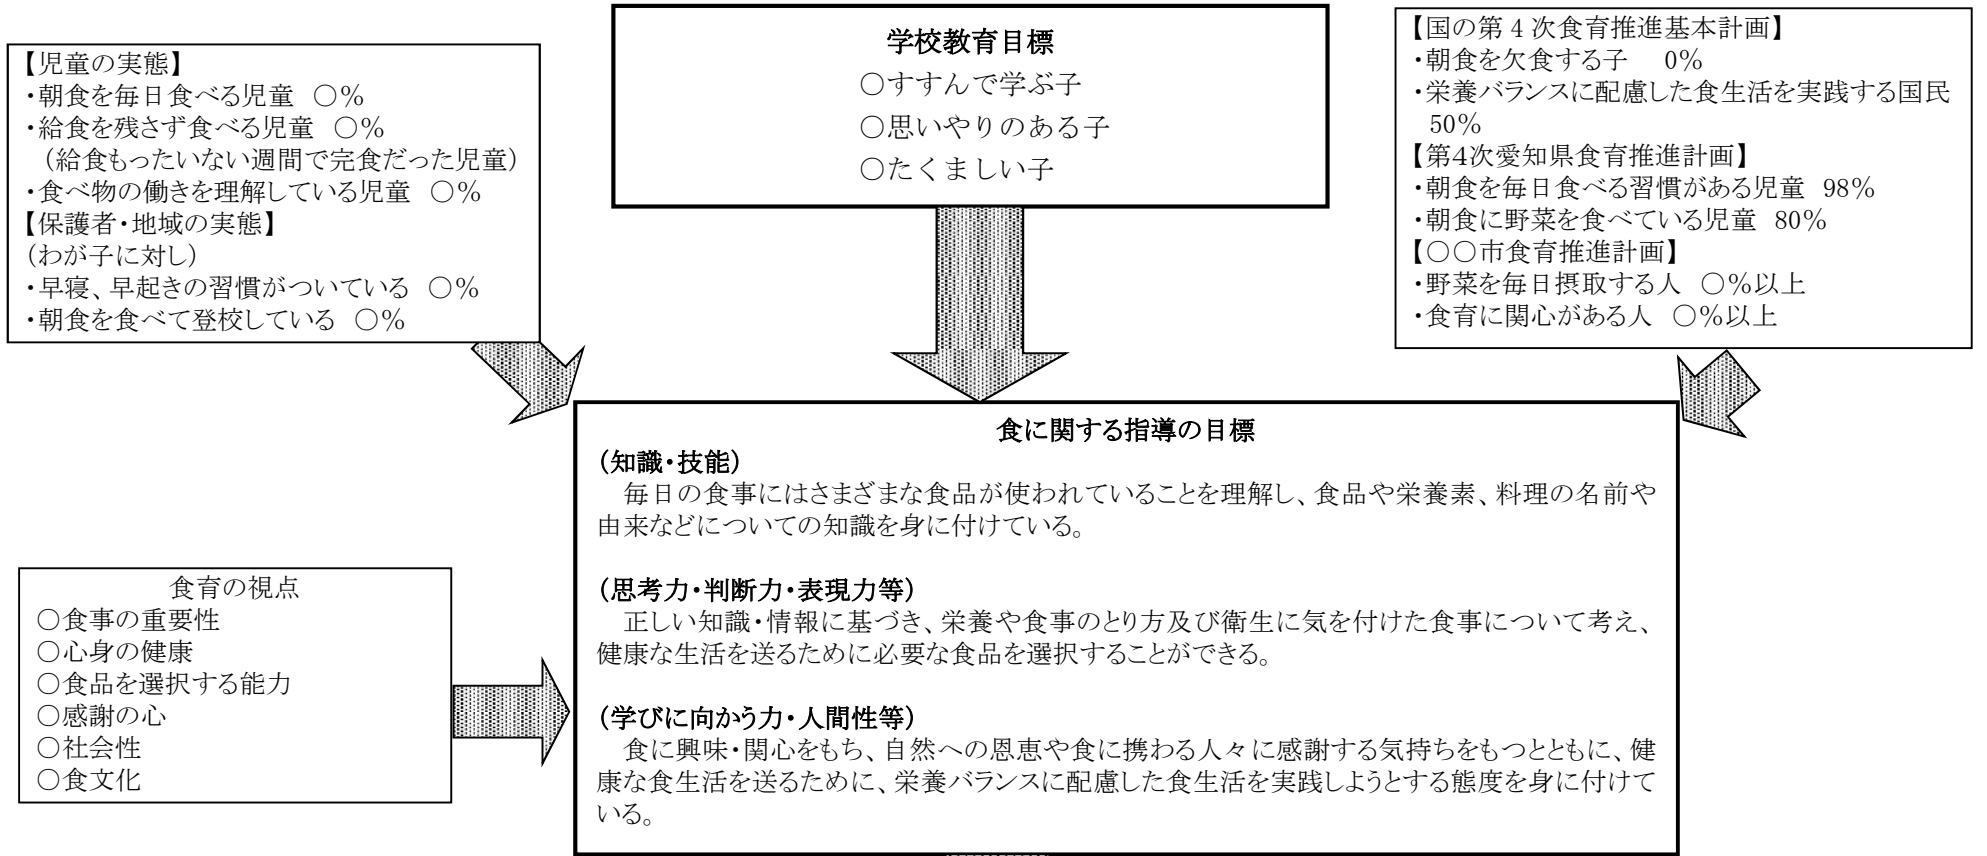 【児童の実態】
・朝食を毎日食べる児童　○%
・給食を残さず食べる児童　○%
（給食もったいない週間で完食だった児童）
・食べ物の働きを理解している児童　○%
【保護者・地域の実態】
(わが子に対し)
・早寝、早起きの習慣がついている　○%
・朝食を食べて登校している　○%
学校教育目標
○すすんで学ぶ子
○思いやりのある子
○たくましい子
【国の第4次食育推進基本計画】
・朝食を欠食する子　0%
・栄養バランスに配慮した食生活を実践する国民
50%
【第4次愛知県食育推進計画】
・朝食を毎日食べる習慣がある児童　98%
・朝食に野菜を食べている児童　80%
【○○市食育推進計画】
・野菜を毎日摂取する人　○%以上
・食育に関心がある人　○%以上
食育の視点
○食事の重要性
○心身の健康
○食品を選択する能力
○感謝の心
○社会性
○食文化
食に関する指導の目標
（知識・技能）
毎日の食事にはさまざまな食品が使われていることを理解し、食品や栄養素、料理の名前や
由来などについての知識を身に付けている。
（思考力・判断力・表現力等）
正しい知識・情報に基づき、栄養や食事のとり方及び衛生に気を付けた食事について考え、
健康な生活を送るために必要な食品を選択することができる。
（学びに向かう力・人間性等）
食に興味・関心をもち、自然への恩恵や食に携わる人々に感謝する気持ちをもつとともに、健
康な食生活を送るために、栄養バランスに配慮した食生活を実践しようとする態度を身に付けて
いる。